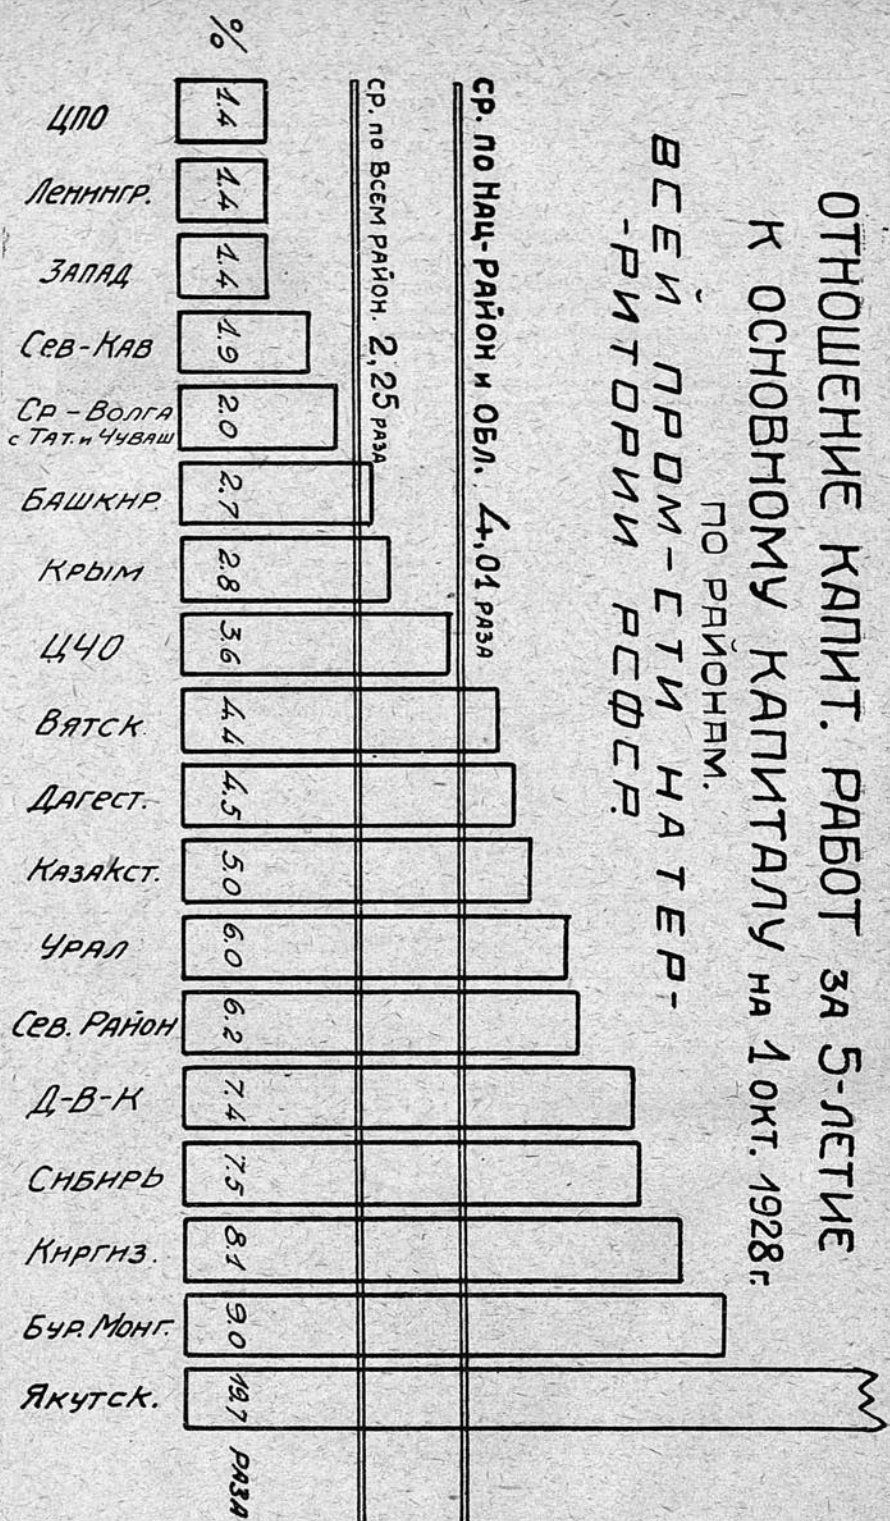 ОТНОШЕНИЕ КАПИТ. РАБОТ ЗА 5-ЛЕТИЕ
К ОСНОВНОМУ КАПИТАЛУ НА 1 ОКТ. 1928 г.
ПО РАЙОНАМ.
ВСЕЙ ПРОМ-СТИ НА ТЕР-
-РИТОРИИ РСФСР.
СР. по НАЦ-РАЙОН и ОБЛ. 4,01 РАЗА
СР. по ВСЕМ РАЙОН. 2,25 РАЗА
%
ЦПО 1.4
Ленингр. 1.4
ЗАПАД 1.4
Сев-КАВ 1.9
СР-ВОЛГА
с ТАТ. и ЧУВАШ 2.0
БАШКИР. 2.7
КРЫМ 2.8
ЦЧО 3.6
ВЯТСК. 4.4
ДАГЕСТ. 4.5
КАЗАКСТ. 5.0
УРАЛ 6.0
Сев. РАЙОН 6.2
Д-В-К 7.4
СИБИРЬ 7.5
КИРГИЗ. 8.1
БУР. МОНГ. 9.0
ЯКУТСК. 19.7 РАЗА